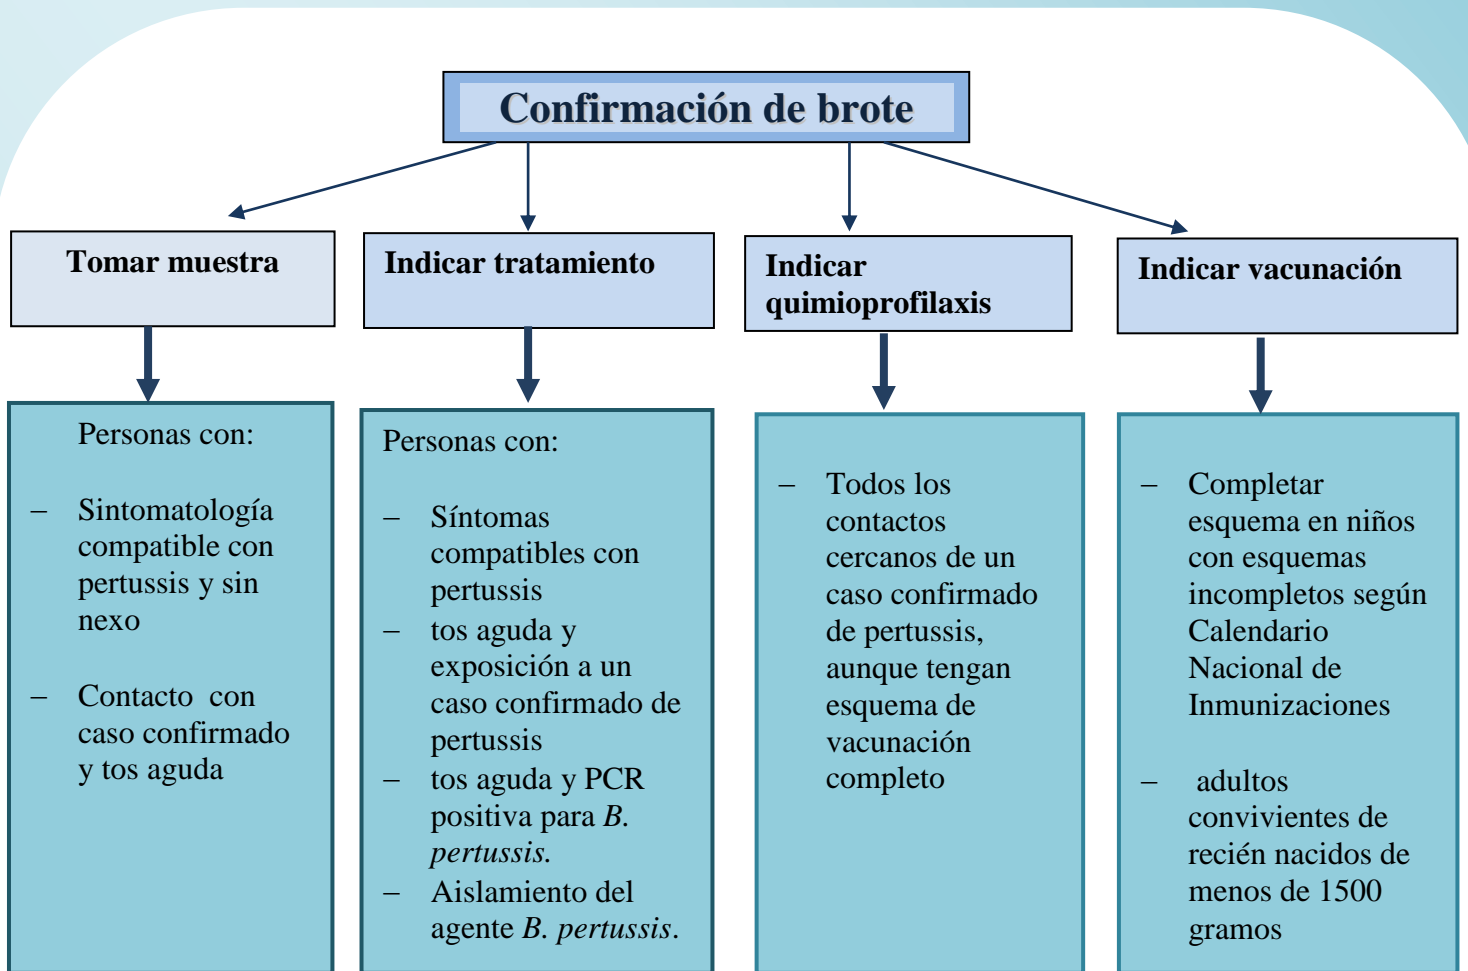 Confirmación de brote
Tomar muestra
Indicar tratamiento
Indicar
quimioprofilaxis
Indicar vacunación
Personas con:
– Sintomatología
compatible con
pertussis y sin
nexo
– Contacto con
caso confirmado
y tos aguda
Personas con:
– Síntomas
compatibles con
pertussis
– tos aguda y
exposición a un
caso confirmado de
pertussis
– tos aguda y PCR
positiva para B.
pertussis.
– Aislamiento del
agente B. pertussis.
– Todos los
contactos
cercanos de un
caso confirmado
de pertussis,
aunque tengan
esquema de
vacunación
completo
– Completar
esquema en niños
con esquemas
incompletos según
Calendario
Nacional de
Inmunizaciones
– adultos
convivientes de
recién nacidos de
menos de 1500
gramos